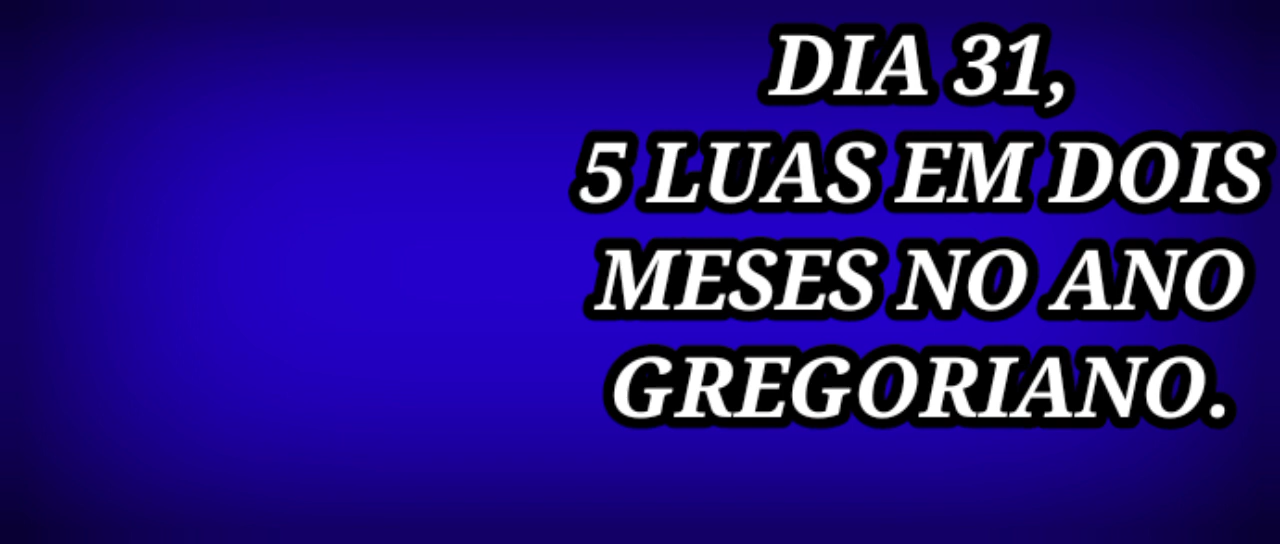 DIA 31,
5 LUAS EM DOIS
MESES NO ANO
GREGORIANO.